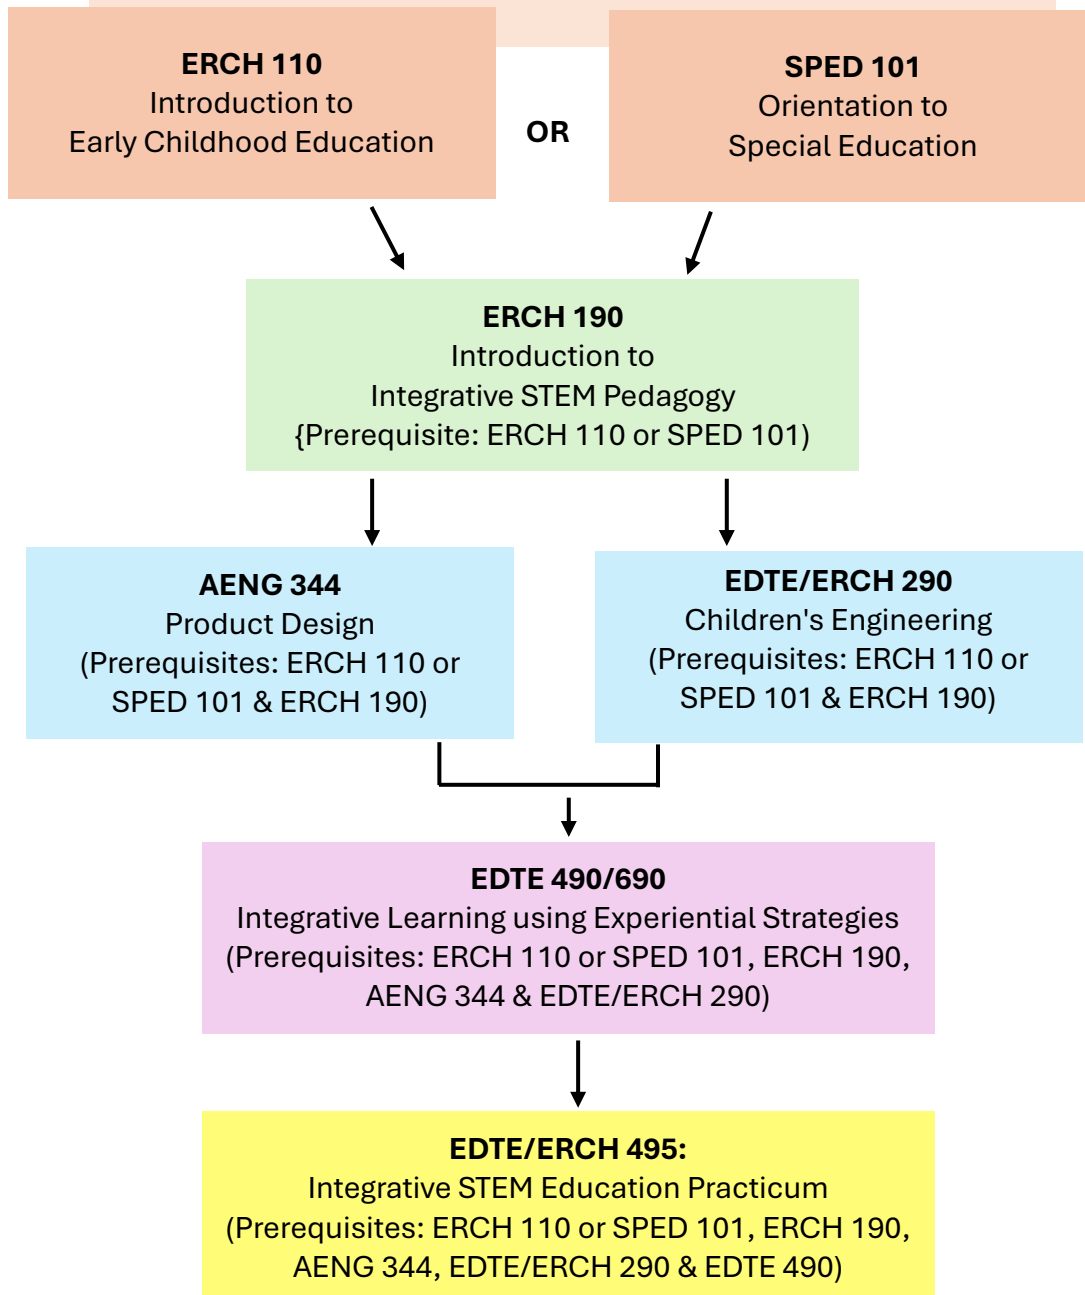 ERCH 110
Introduction to
Early Childhood Education
OR
SPED 101
Orientation to
Special Education
ERCH 190
Introduction to
Integrative STEM Pedagogy
{Prerequisite: ERCH 110 or SPED 101)
AENG 344
Product Design
(Prerequisites: ERCH 110 or
SPED 101 & ERCH 190)
EDTE/ERCH 290
Children's Engineering
(Prerequisites: ERCH 110 or
SPED 101 & ERCH 190)
EDTE 490/690
Integrative Learning using Experiential Strategies
(Prerequisites: ERCH 110 or SPED 101, ERCH 190,
AENG 344 & EDTE/ERCH 290)
EDTE/ERCH 495:
Integrative STEM Education Practicum
(Prerequisites: ERCH 110 or SPED 101, ERCH 190,
AENG 344, EDTE/ERCH 290 & EDTE 490)